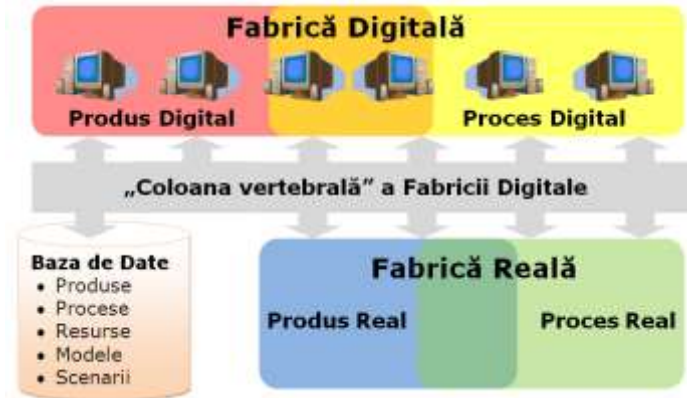 Fabrică Digitală
Produs Digital
Proces Digital
„Coloana vertebrală” a Fabricii Digitale
Baza de Date
• Produse
• Procese
• Resurse
• Modele
• Scenarii
Fabrică Reală
Produs Real
Proces Real